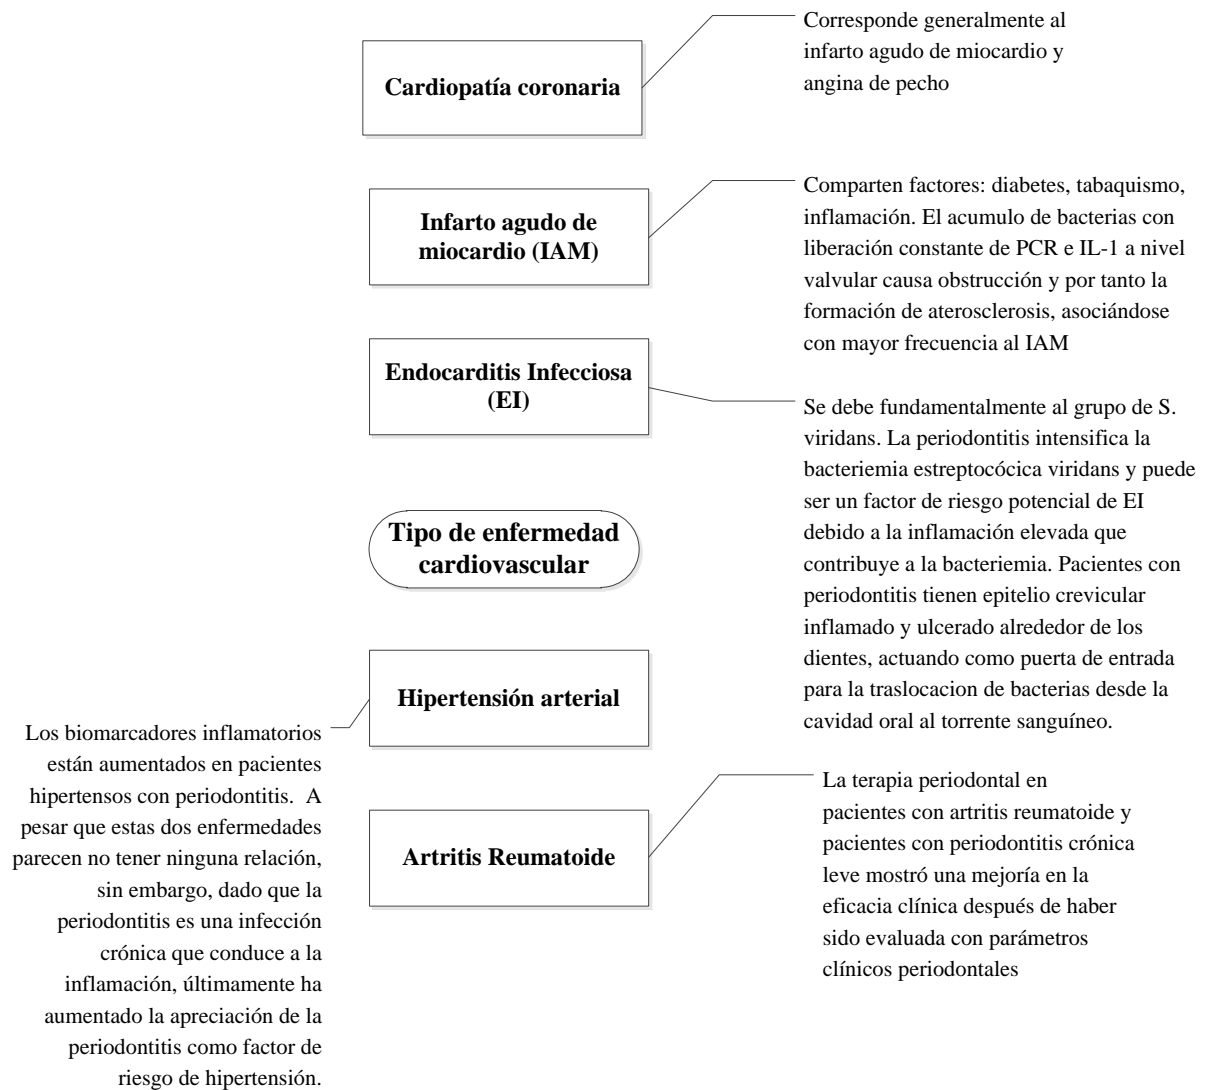 Cardiopatía coronaria
Corresponde generalmente al
infarto agudo de miocardio y
angina de pecho
Infarto agudo de
miocardio (IAM)
Comparten factores: diabetes, tabaquismo,
inflamación. El acumulo de bacterias con
liberación constante de PCR e IL-1 a nivel
valvular causa obstrucción y por tanto la
formación de aterosclerosis, asociándose
con mayor frecuencia al IAM
Endocarditis Infecciosa
(EI)
Se debe fundamentalmente al grupo de S.
viridans. La periodontitis intensifica la
bacteriemia estreptocócica viridans y puede
ser un factor de riesgo potencial de EI
debido a la inflamación elevada que
contribuye a la bacteriemia. Pacientes con
periodontitis tienen epitelio crevicular
inflamado y ulcerado alrededor de los
dientes, actuando como puerta de entrada
para la traslocacion de bacterias desde la
cavidad oral al torrente sanguíneo.
Tipo de enfermedad
cardiovascular
Hipertensión arterial
Los biomarcadores inflamatorios
están aumentados en pacientes
hipertensos con periodontitis. A
pesar que estas dos enfermedades
parecen no tener ninguna relación,
sin embargo, dado que la
periodontitis es una infección
crónica que conduce a la
inflamación, últimamente ha
aumentado la apreciación de la
periodontitis como factor de
riesgo de hipertensión.
Artritis Reumatoide
La terapia periodontal en
pacientes con artritis reumatoide y
pacientes con periodontitis crónica
leve mostró una mejoría en la
eficacia clínica después de haber
sido evaluada con parámetros
clínicos periodontales